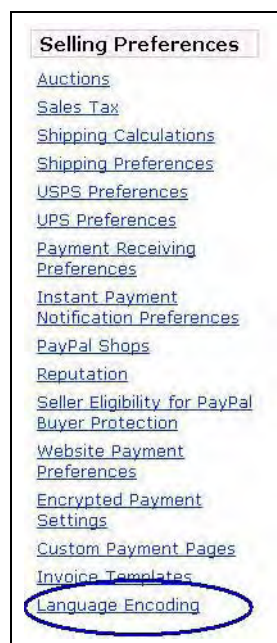 Selling Preferences
Auctions
Sales Tax
Shipping Calculations
Shipping Preferences
USPS Preferences
UPS Preferences
Payment Receiving
Preferences
Instant Payment
Notification Preferences
PayPal Shops
Reputation
Seller Eligibility for PayPal
Buyer Protection
Website Payment
Preferences
Encrypted Payment
Settings
Custom Payment Pages
Invoice Templates
Language Encoding